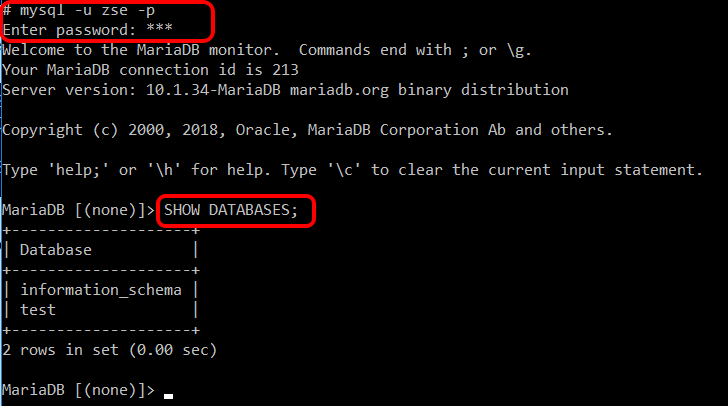 # mysql -u zse -p
Enter password: ***
Welcome to the MariaDB monitor.  Commands end with ; or \g.
Your MariaDB connection id is 213
Server version: 10.1.34-MariaDB mariadb.org binary distribution

Copyright (c) 2000, 2018, Oracle, MariaDB Corporation Ab and others.

Type 'help;' or '\h' for help. Type '\c' to clear the current input statement.

MariaDB [(none)]> SHOW DATABASES;
+--------------------+
| Database           |
+--------------------+
| information_schema |
| test               |
+--------------------+
2 rows in set (0.00 sec)

MariaDB [(none)]>